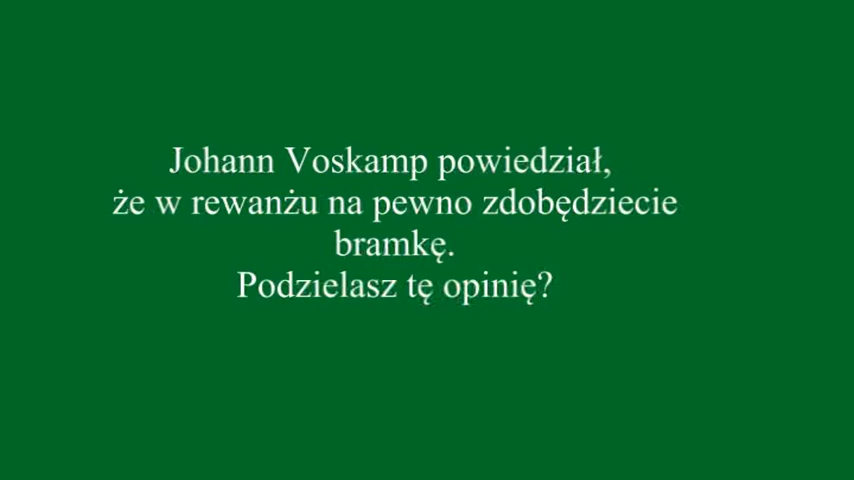 Johann Voskamp powiedział,
że w rewanżu na pewno zdobędziecie
bramkę.
Podzielasz tę opinię?